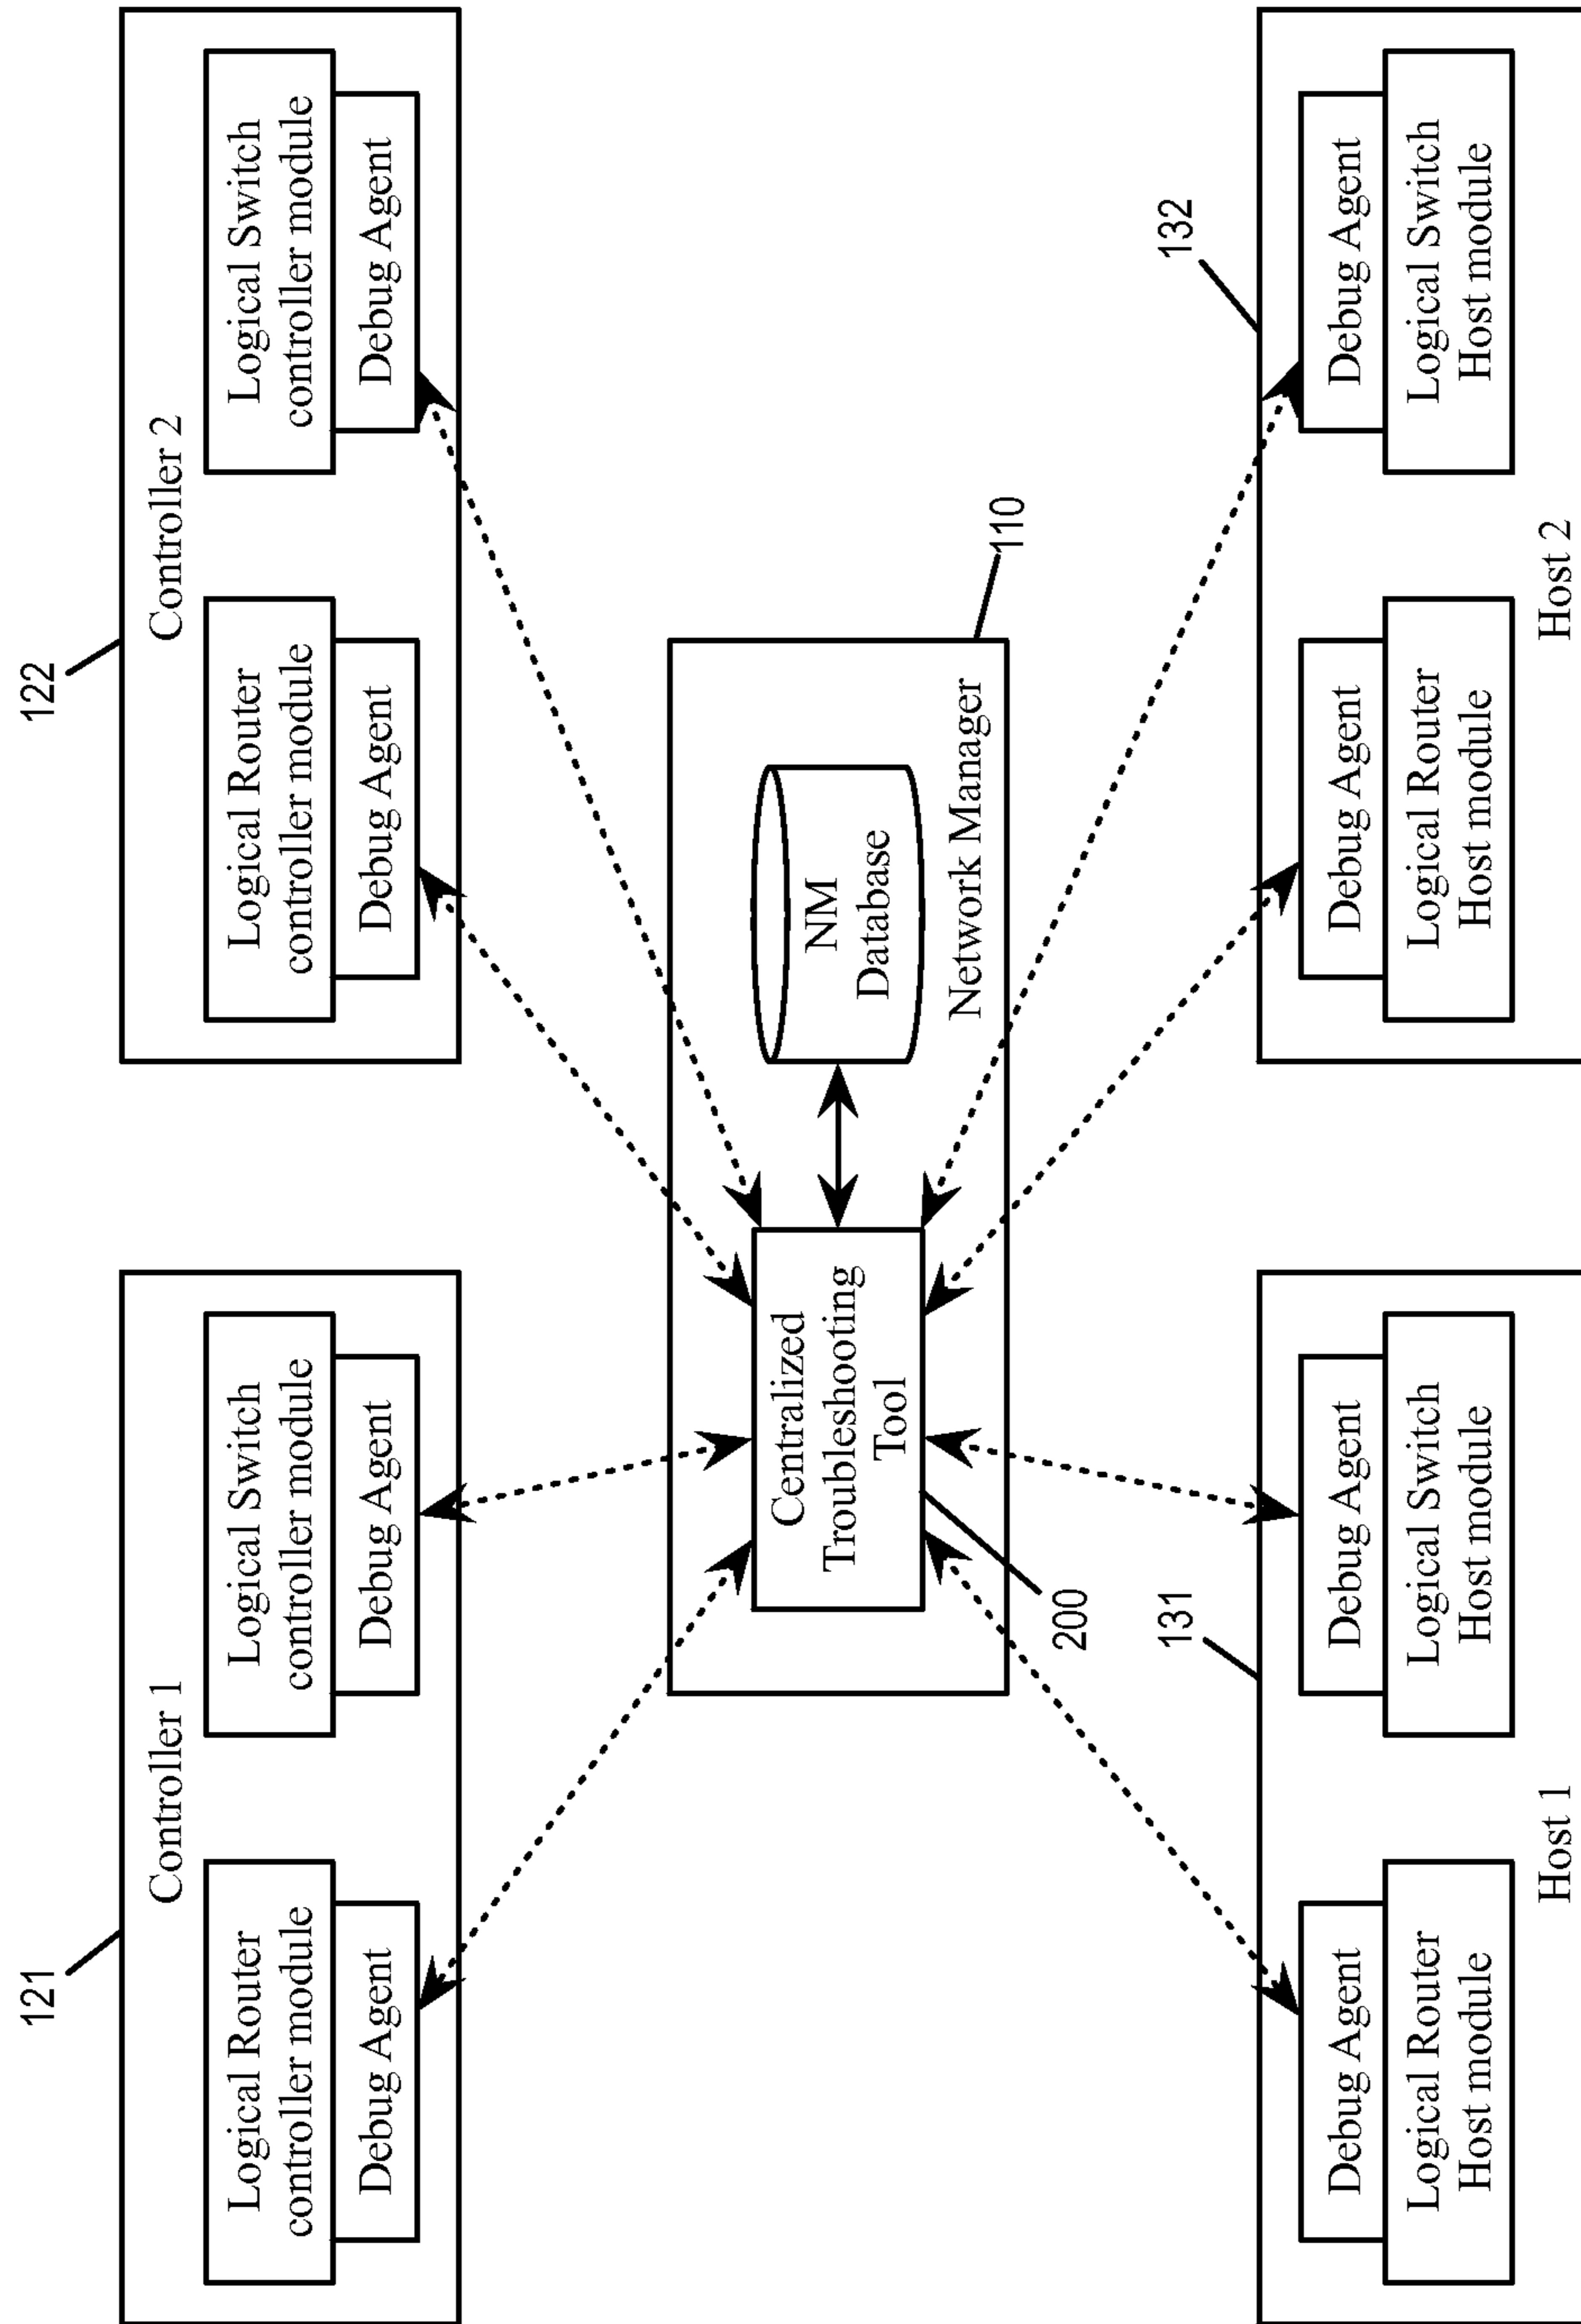 121
122
Controller 1
Controller 2
Logical Router
controller module
Debug Agent
Logical Switch
controller module
Debug Agent
Logical Router
controller module
Debug Agent
Logical Switch
controller module
Debug Agent
Centralized
Troubleshooting
Tool
NM
Database
Network Manager
110
200
131
132
Debug Agent
Logical Router
Host module
Debug Agent
Logical Switch
Host module
Debug Agent
Logical Router
Host module
Debug Agent
Logical Switch
Host module
Host 1
Host 2